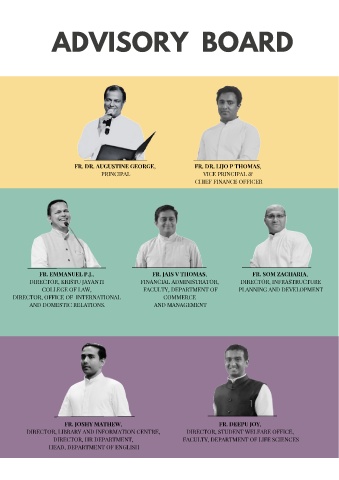 ADVISORY BOARD
FR. DR. AUGUSTINE GEORGE,
PRINCIPAL
FR. DR. LIJO P THOMAS,
VICE PRINCIPAL &
CHIEF FINANCE OFFICER
FR. EMMANUEL P.J.,
DIRECTOR, KRISTU JAYANTI
COLLEGE OF LAW,
DIRECTOR, OFFICE OF INTERNATIONAL
AND DOMESTIC RELATIONS.
FR. JAIS V THOMAS,
FINANCIAL ADMINISTRATOR,
FACULTY, DEPARTMENT OF
COMMERCE
AND MANAGEMENT
FR. SOM ZACHARIA,
DIRECTOR, INFRASTRUCTURE
PLANNING AND DEVELOPMENT
FR. JOSHY MATHEW,
DIRECTOR, LIBRARY AND INFORMATION CENTRE,
DIRECTOR, HR DEPARTMENT,
HEAD, DEPARTMENT OF ENGLISH
FR. DEEPU JOY,
DIRECTOR, STUDENT WELFARE OFFICE,
FACULTY, DEPARTMENT OF LIFE SCIENCES